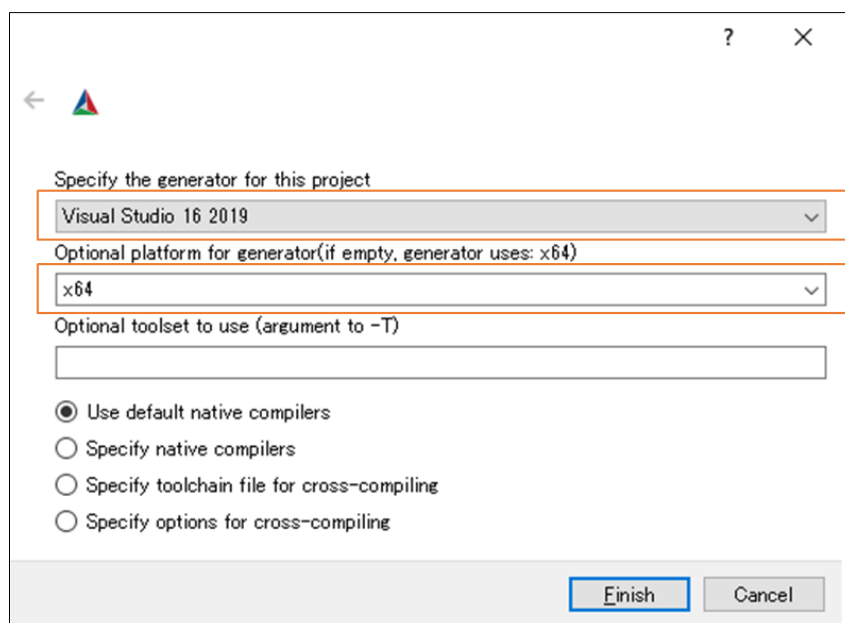 ?
Specify the generator for this project
Visual Studio 16 2019
Optional platform for generator(if empty, generator uses: x64)
x64
Optional toolset to use (argument to -T)
Use default native compilers
Specify native compilers
Specify toolchain file for cross-compiling
Specify options for cross-compiling
Finish Cancel